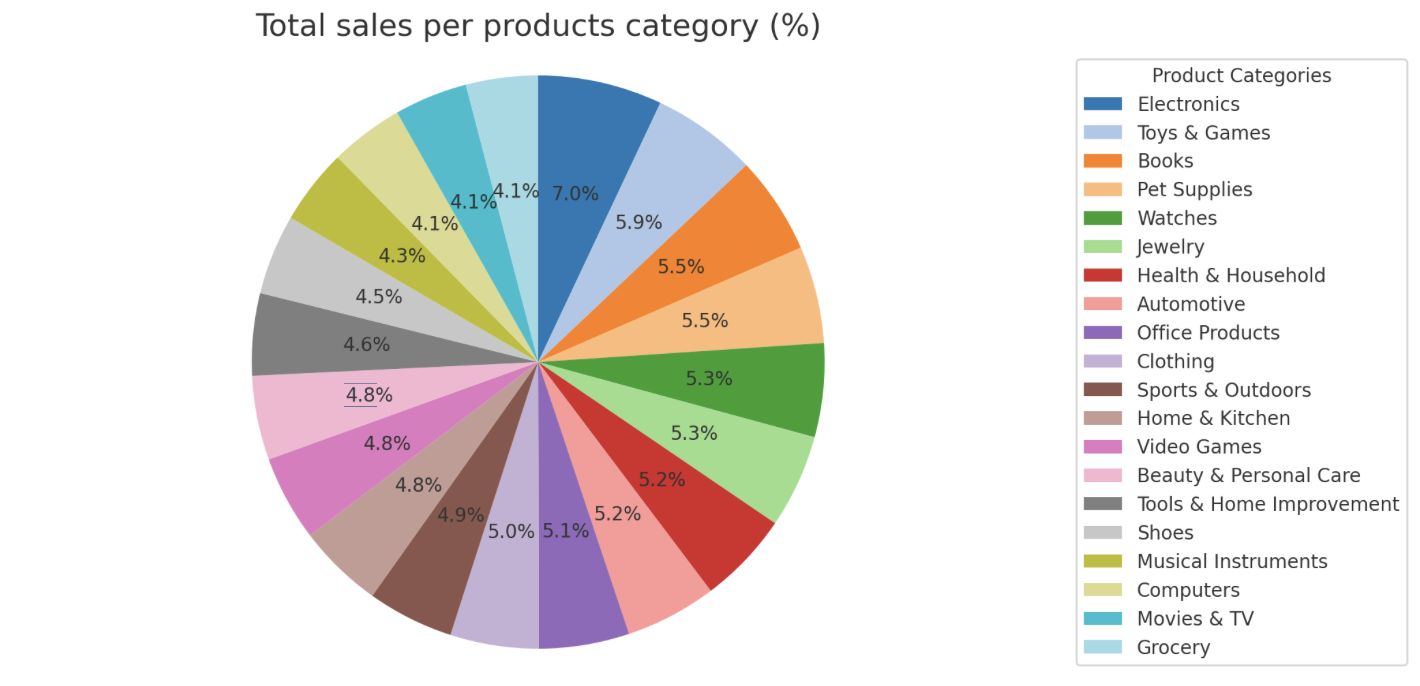 Total sales per products category (%)
7.0%
5.9%
5.5%
5.5%
5.3%
5.3%
5.2%
5.2%
5.1%
5.0%
4.9%
4.8%
4.8%
4.8%
4.6%
4.5%
4.3%
4.1%
4.1%
4.1%
Product Categories
Electronics
Toys & Games
Books
Pet Supplies
Watches
Jewelry
Health & Household
Automotive
Office Products
Clothing
Sports & Outdoors
Home & Kitchen
Video Games
Beauty & Personal Care
Tools & Home Improvement
Shoes
Musical Instruments
Computers
Movies & TV
Grocery